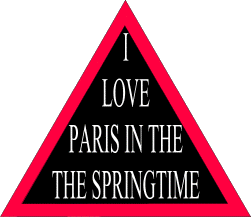 I
LOVE
PARIS IN THE
THE SPRINGTIME